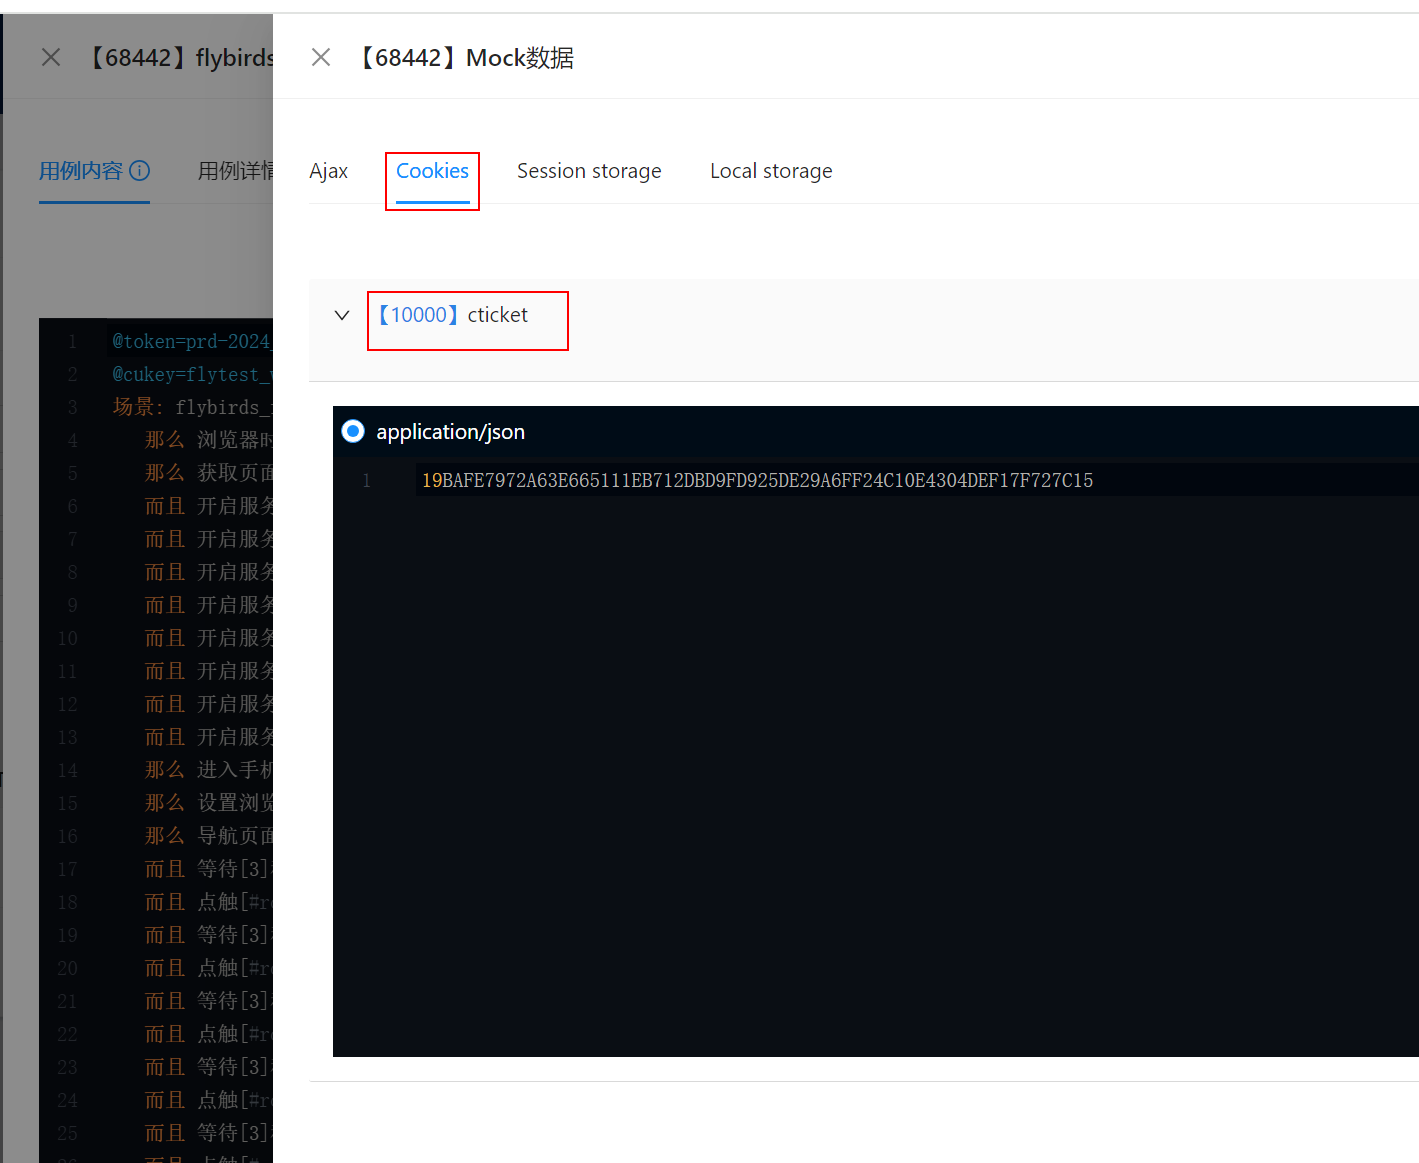 【68442】flybirds
用例内容
用例详情
1 @token=prd-2024_
2 @cukey=flytest_
3 场景: flybirds_
4 那么 浏览器时
5 那么 获取页面
6 而且 开启服务
7 而且 开启服务
8 而且 开启服务
9 而且 开启服务
10 而且 开启服务
11 而且 开启服务
12 而且 开启服务
13 而且 开启服务
14 那么 进入手机
15 那么 设置浏览
16 那么 导航页面
17 而且 等待[3]
18 而且 点触[#r
19 而且 等待[3]
20 而且 点触[#r
21 而且 等待[3]
22 而且 点触[#r
23 而且 等待[3]
24 而且 点触[#r
25 而且 等待[3]
【68442】Mock数据
Ajax
Cookies
Session storage
Local storage
【10000】cticket
application/json
1 19BAFE7972A63E665111EB712DBD9FD925DE29A6FF24C10E4304DEF17F727C15